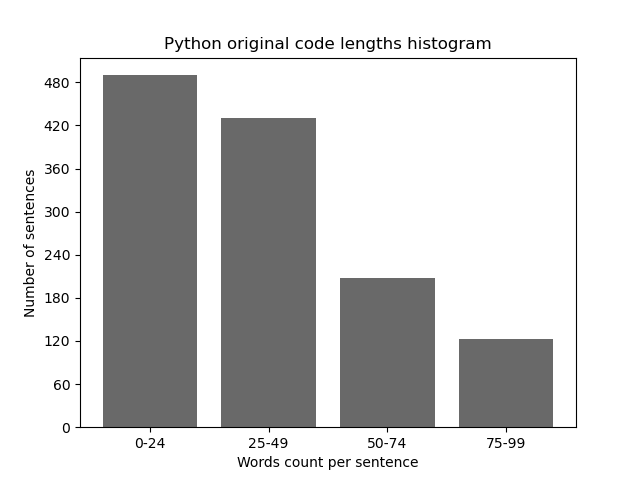 Python original code lengths histogram
480
420
360
300
240
180
120
60
0
Number of sentences
0-24 25-49 50-74 75-99
Words count per sentence